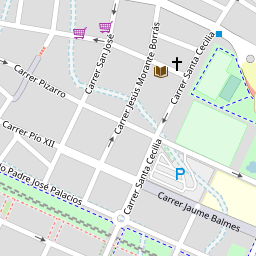 Carrer San José
Carrer Jesús Morante Borrás
Carrer Santa Cecilia
Carrer Pizarro
Carrer Pío XII
Carrer Santa Cecilia
o Padre José Palacios
P
Carrer Jaume Balmes